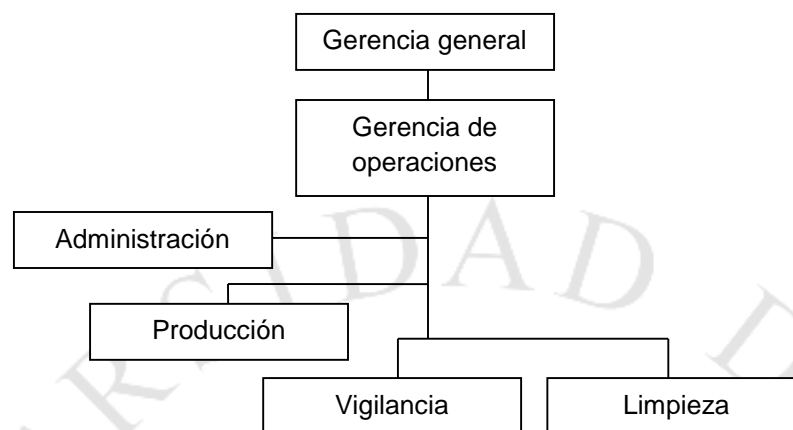 Gerencia general
Gerencia de
operaciones
Administración
Producción
Vigilancia
Limpieza